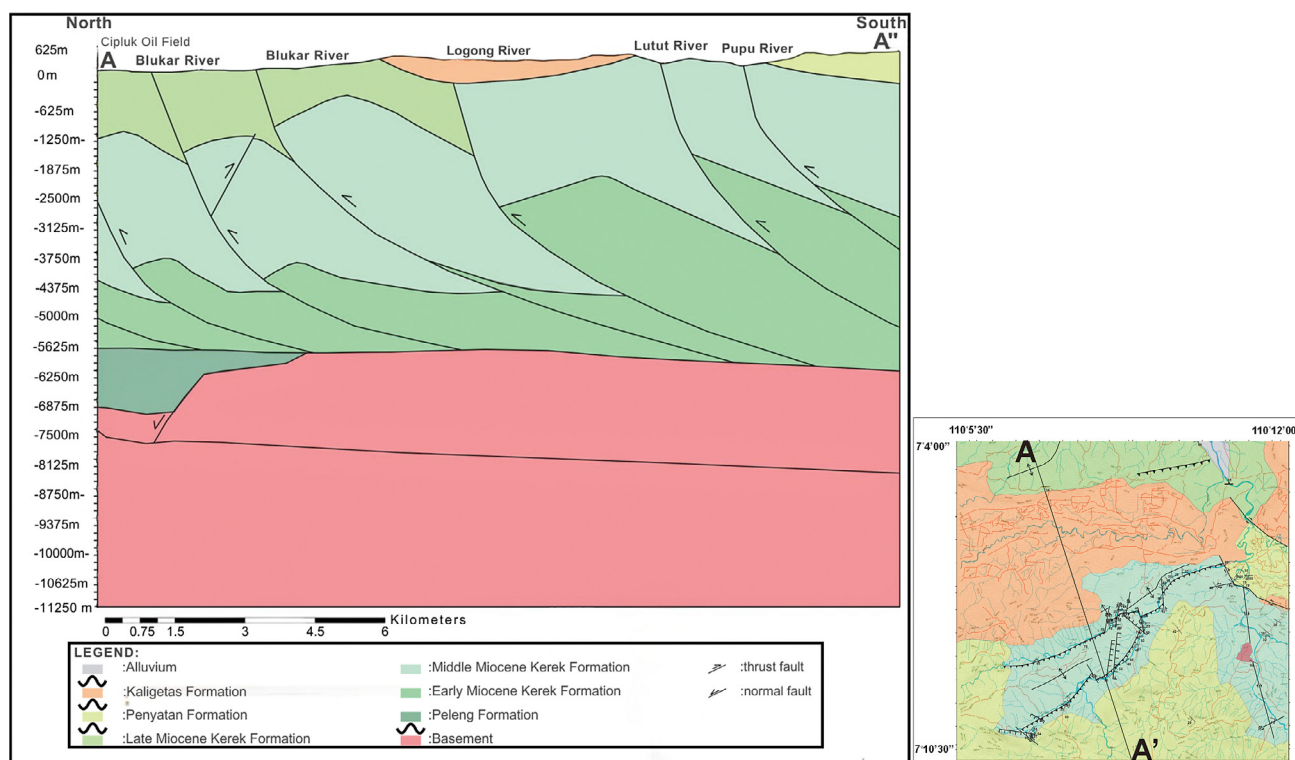 North
South
Cipluk Oil Field
A
Blukar River
Blukar River
Logong River
Lutut River
Pupu River
A"
625m
0m
-625m
-1250m-
-1875m
-2500m
-3125m-
-3750m
-4375m
-5000m
-5625m
-6250m
-6875m
-7500m
-8125m
-8750m-
-9375m
-10000m-
-10625m
-11250 m
Kilometers
0 0.75 1.5 3 4.5 6
LEGEND:
:Alluvium
:Kaligetas Formation
:Penyatan Formation
:Late Miocene Kerek Formation
:Middle Miocene Kerek Formation
:Early Miocene Kerek Formation
:Peleng Formation
:Basement
:thrust fault
:normal fault
110'5'30"
110'12'00
7'4'00"
7'10'30"
A
A'